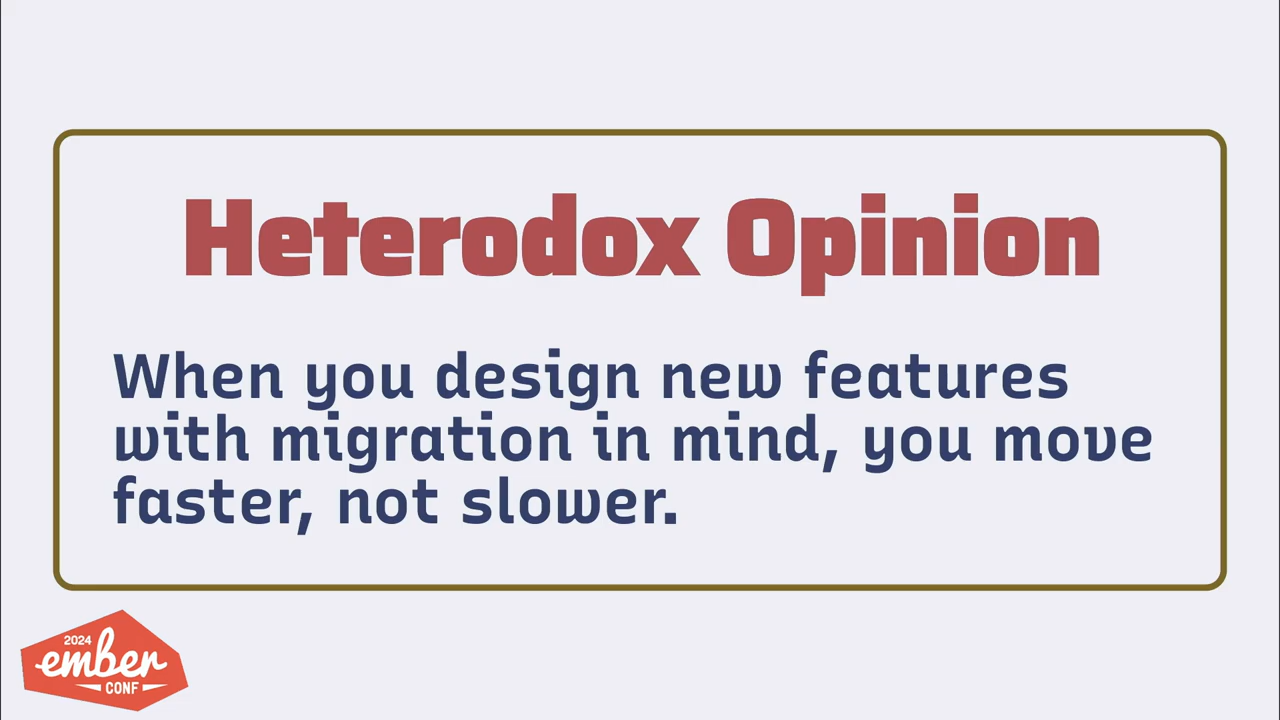 Heterodox Opinion
When you design new features
with migration in mind, you move
faster, not slower.
2024
ember
CONF